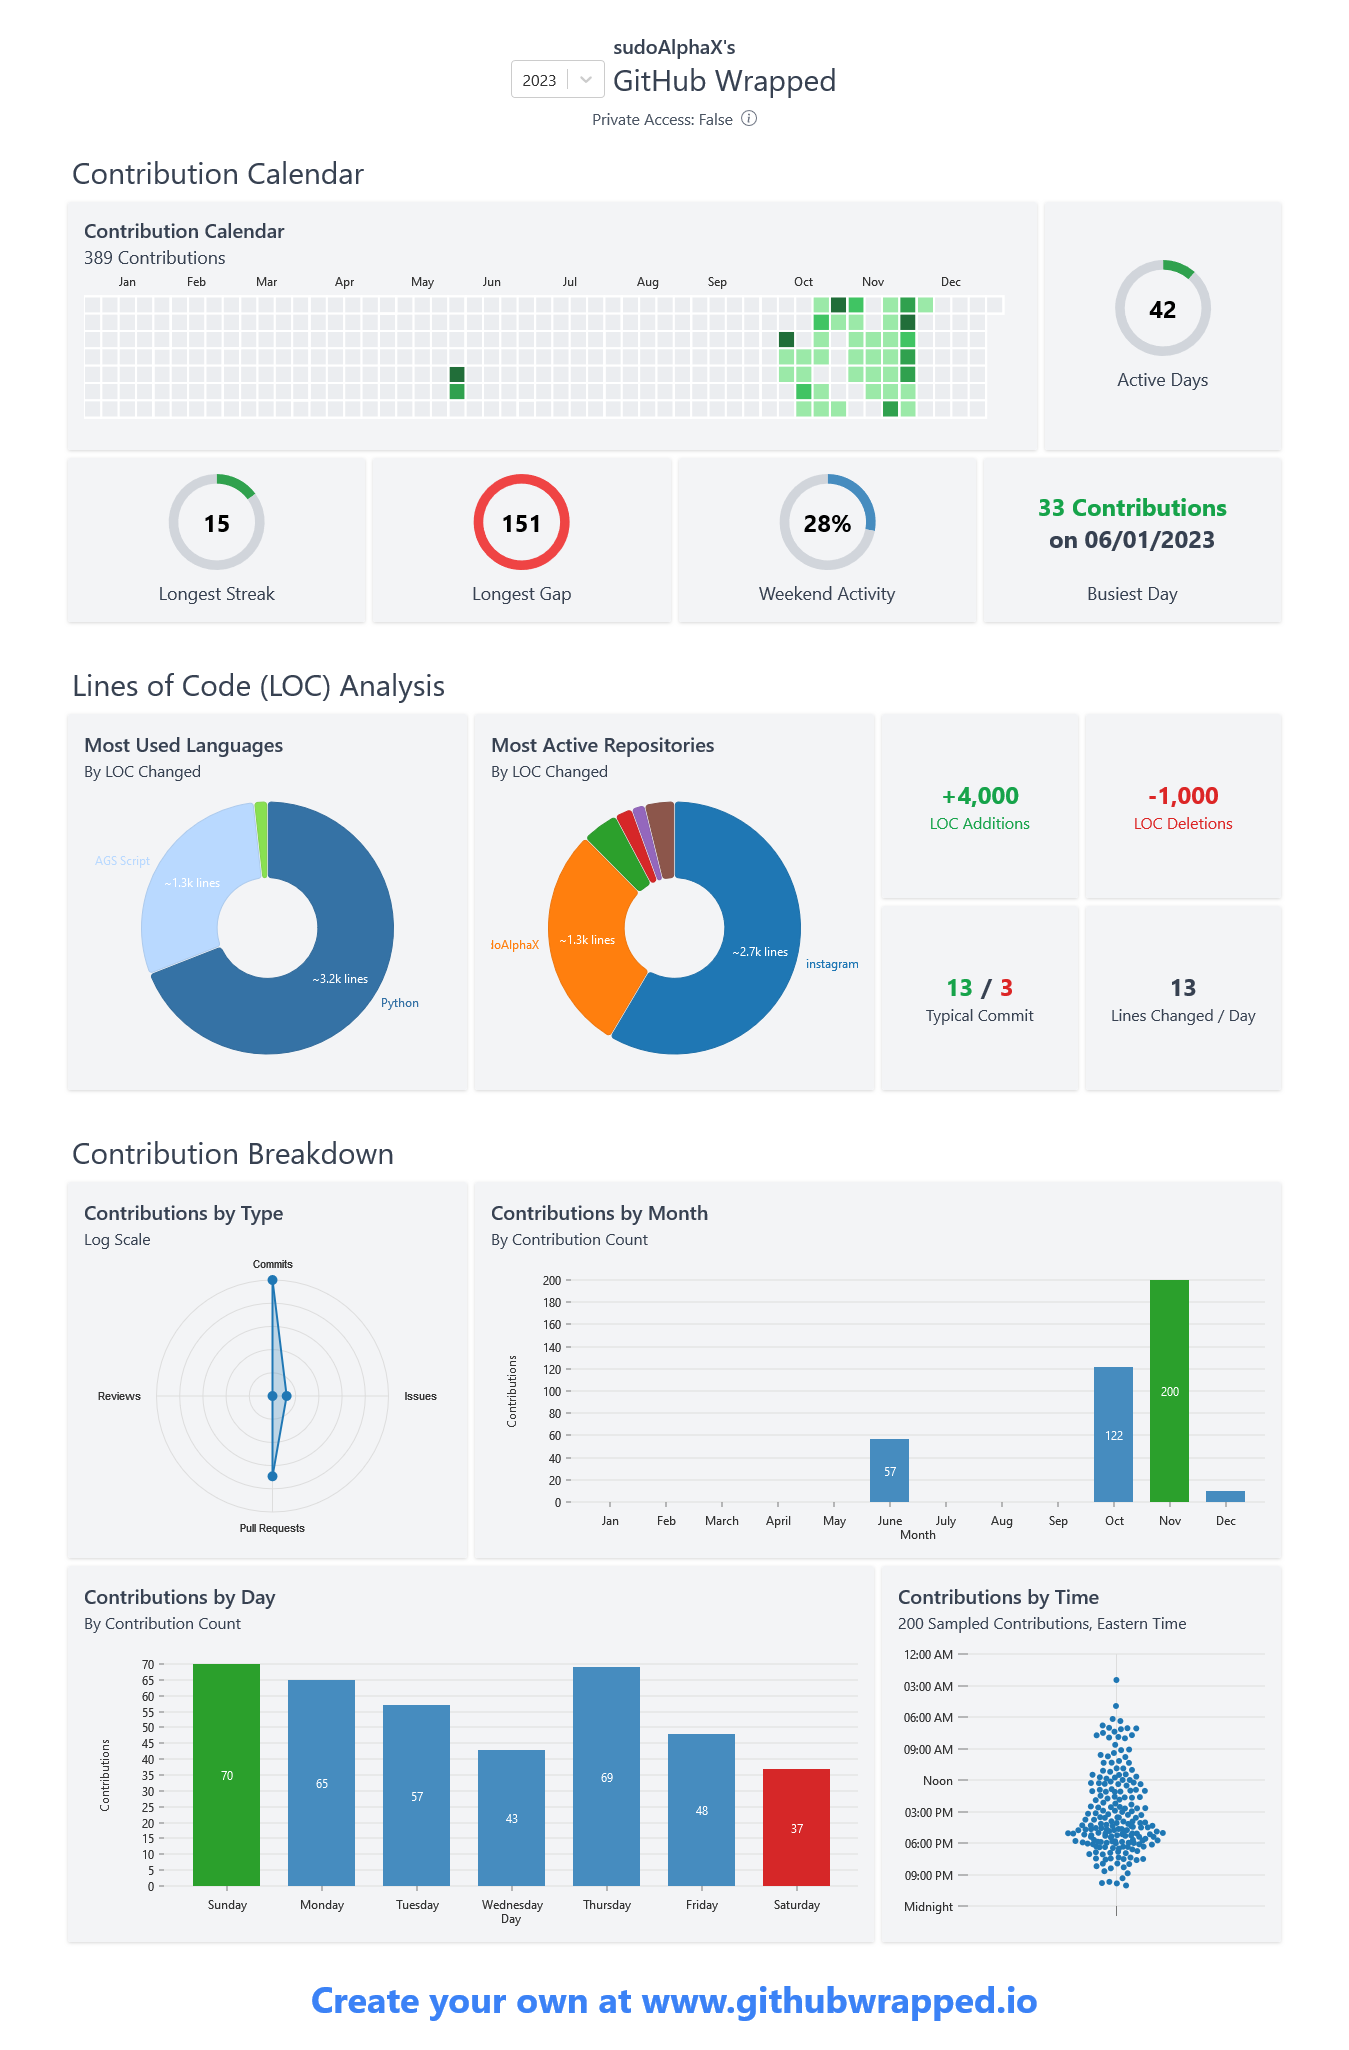 sudoAlphaX's
2023
GitHub Wrapped
Private Access: False
Contribution Calendar
Contribution Calendar
389 Contributions
Jan Feb Mar Apr May Jun Jul Aug Sep Oct Nov Dec
42
Active Days
15
Longest Streak
151
Longest Gap
28%
Weekend Activity
33 Contributions
on 06/01/2023
Busiest Day
Lines of Code (LOC) Analysis
Most Used Languages
By LOC Changed
AGS Script
~1.3k lines
~3.2k lines
Python
Most Active Repositories
By LOC Changed
doAlphaX
~1.3k lines
~2.7k lines
instagram
+4,000
LOC Additions
-1,000
LOC Deletions
13 / 3
Typical Commit
13
Lines Changed / Day
Contribution Breakdown
Contributions by Type
Log Scale
Commits
Reviews
Issues
Pull Requests
Contributions by Month
By Contribution Count
Contributions
200
180
160
140
120
100
80
60
40
20
0
57
122
200
Jan Feb March April May June July Aug Sep Oct Nov Dec
Month
Contributions by Day
By Contribution Count
Contributions
70
65
60
55
50
45
40
35
30
25
20
15
10
5
0
70
65
57
43
69
48
37
Sunday Monday Tuesday Wednesday Thursday Friday Saturday
Day
Contributions by Time
200 Sampled Contributions, Eastern Time
12:00 AM
03:00 AM
06:00 AM
09:00 AM
Noon
03:00 PM
06:00 PM
09:00 PM
Midnight
Create your own at www.githubwrapped.io